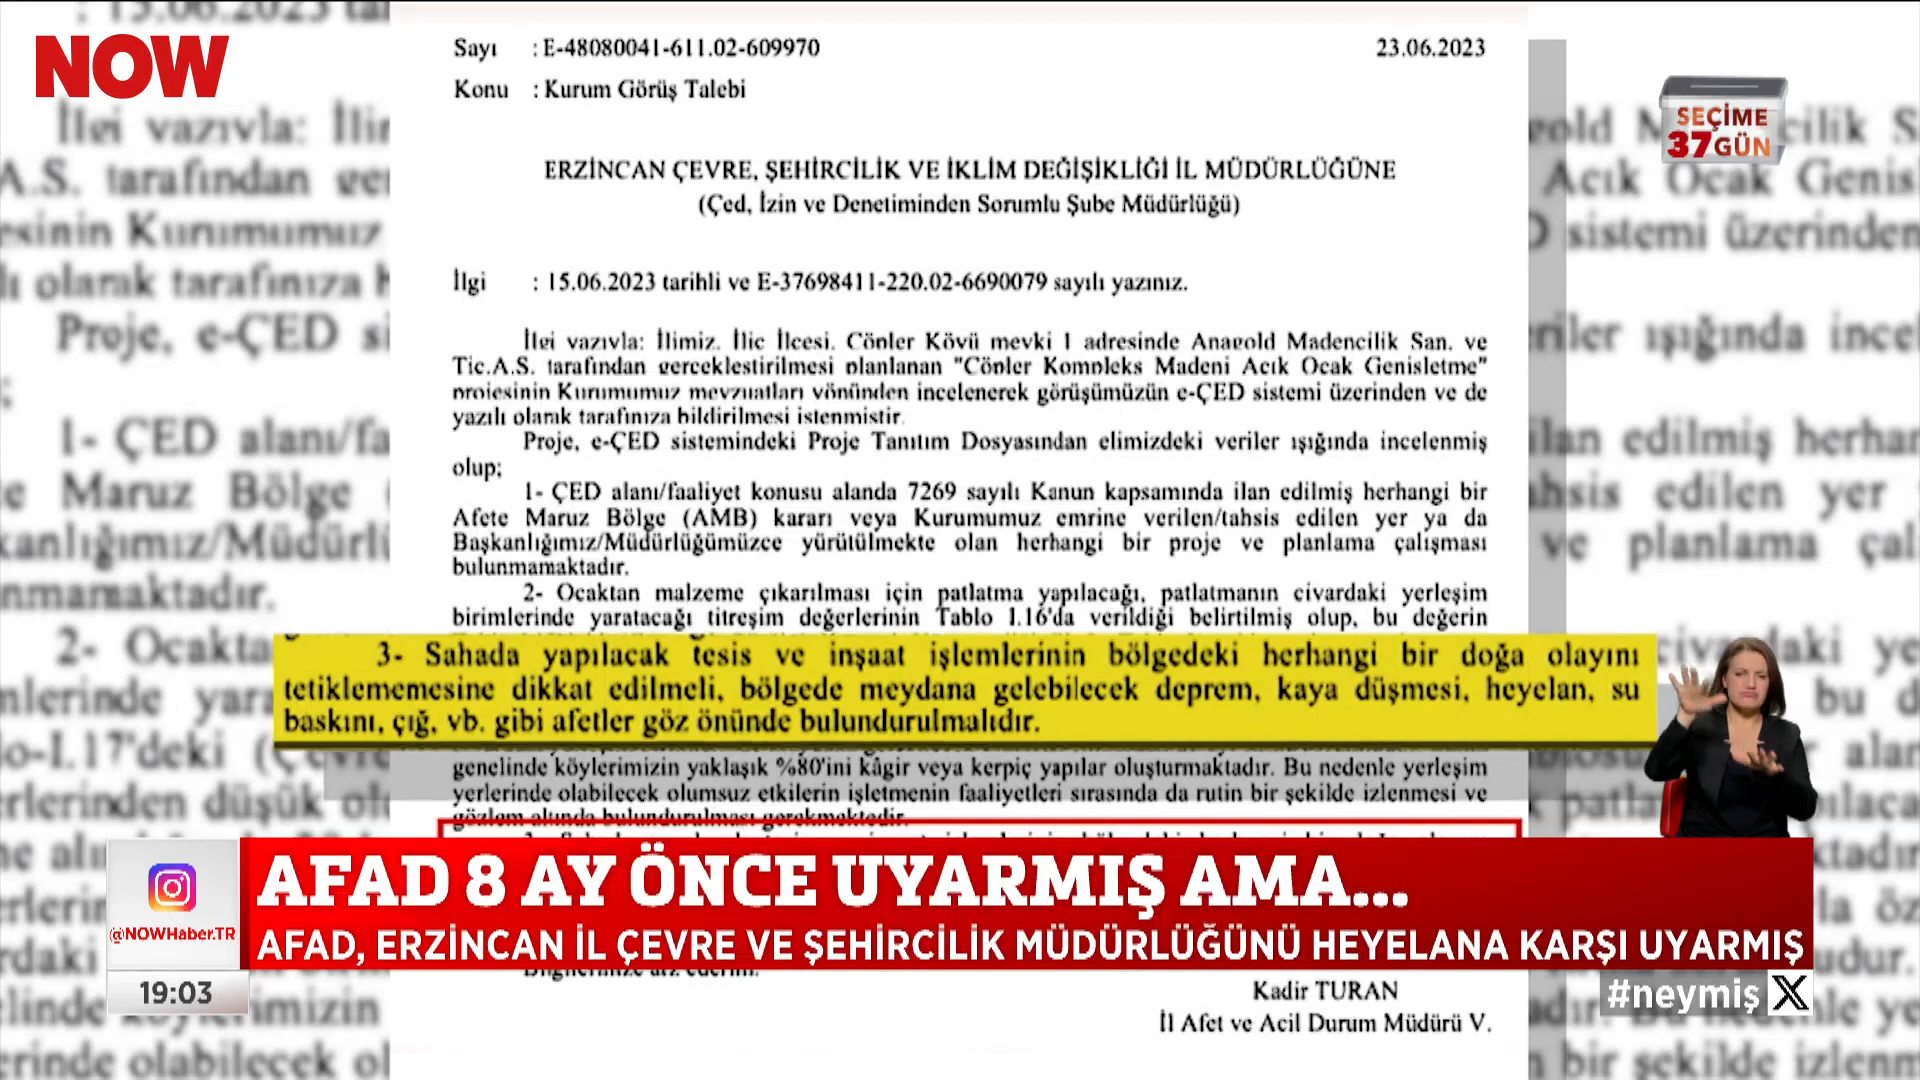 NOW
SEÇİME
37 GÜN
Sayı : E-48080041-611.02-609970
23.06.2023
Konu : Kurum Görüş Talebi
ERZİNCAN ÇEVRE, ŞEHİRCİLİK VE İKLİM DEĞİŞİKLİĞİ İL MÜDÜRLÜĞÜNE
(Çed, İzin ve Denetiminden Sorumlu Şube Müdürlüğü)
İlgi : 15.06.2023 tarihli ve E-37698411-220.02-6690079 sayılı yazınız.
İlgi yazıyla; İlimiz, İliç İlçesi, Çöpler Köyü mevki 1 adresinde Anagold Madencilik San. ve
Tic.A.S. tarafından gerçekleştirilmesi planlanan "Çöpler Kompleks Madeni Açık Ocak Genişletme"
projesinin Kurumumuz mevzuatları yönünden incelenerek görüşümüzün e-ÇED sistemi üzerinden ve de
yazılı olarak tarafınıza bildirilmesi istenmiştir.
Proje, e-ÇED sistemindeki Proje Tanıtım Dosyasından elimizdeki veriler ışığında incelenmiş
olup;
1- ÇED alanı/faaliyet konusu alanda 7269 sayılı Kanun kapsamında ilan edilmiş herhangi bir
Afete Maruz Bölge (AMB) kararı veya Kurumumuz emrine verilen/tahsis edilen yer ya da
Başkanlığımız/Müdürlüğümüzce yürütülmekte olan herhangi bir proje ve planlama çalışması
bulunmamaktadır.
2- Ocaktan malzeme çıkarılması için patlatma yapılacağı, patlatmanın civardaki yerleşim
birimlerinde yaratacağı titreşim değerlerinin Tablo I.16'da verildiği belirtilmiş olup, bu değerin
3- Sahada yapılacak tesis ve inşaat işlemlerinin bölgedeki herhangi bir doğa olayını
tetiklememesine dikkat edilmeli, bölgede meydana gelebilecek deprem, kaya düşmesi, heyelan, su
baskını, çığ, vb. gibi afetler göz önünde bulundurulmalıdır.
genelinde köylerimizin yaklaşık %80'ini kâgir veya kerpiç yapılar oluşturmaktadır. Bu nedenle yerleşim
yerlerinde olabilecek olumsuz etkilerin işletmenin faaliyetleri sırasında da rutin bir şekilde izlenmesi ve
gözlem altında bulundurulması gerekmektedir.
AFAD 8 AY ÖNCE UYARMIŞ AMA...
@NOWHaber.TR
AFAD, ERZİNCAN İL ÇEVRE VE ŞEHİRCİLİK MÜDÜRLÜĞÜNÜ HEYELANA KARŞI UYARMIŞ
19:03
#neymiş X
Kadir TURAN
İl Afet ve Acil Durum Müdürü V.